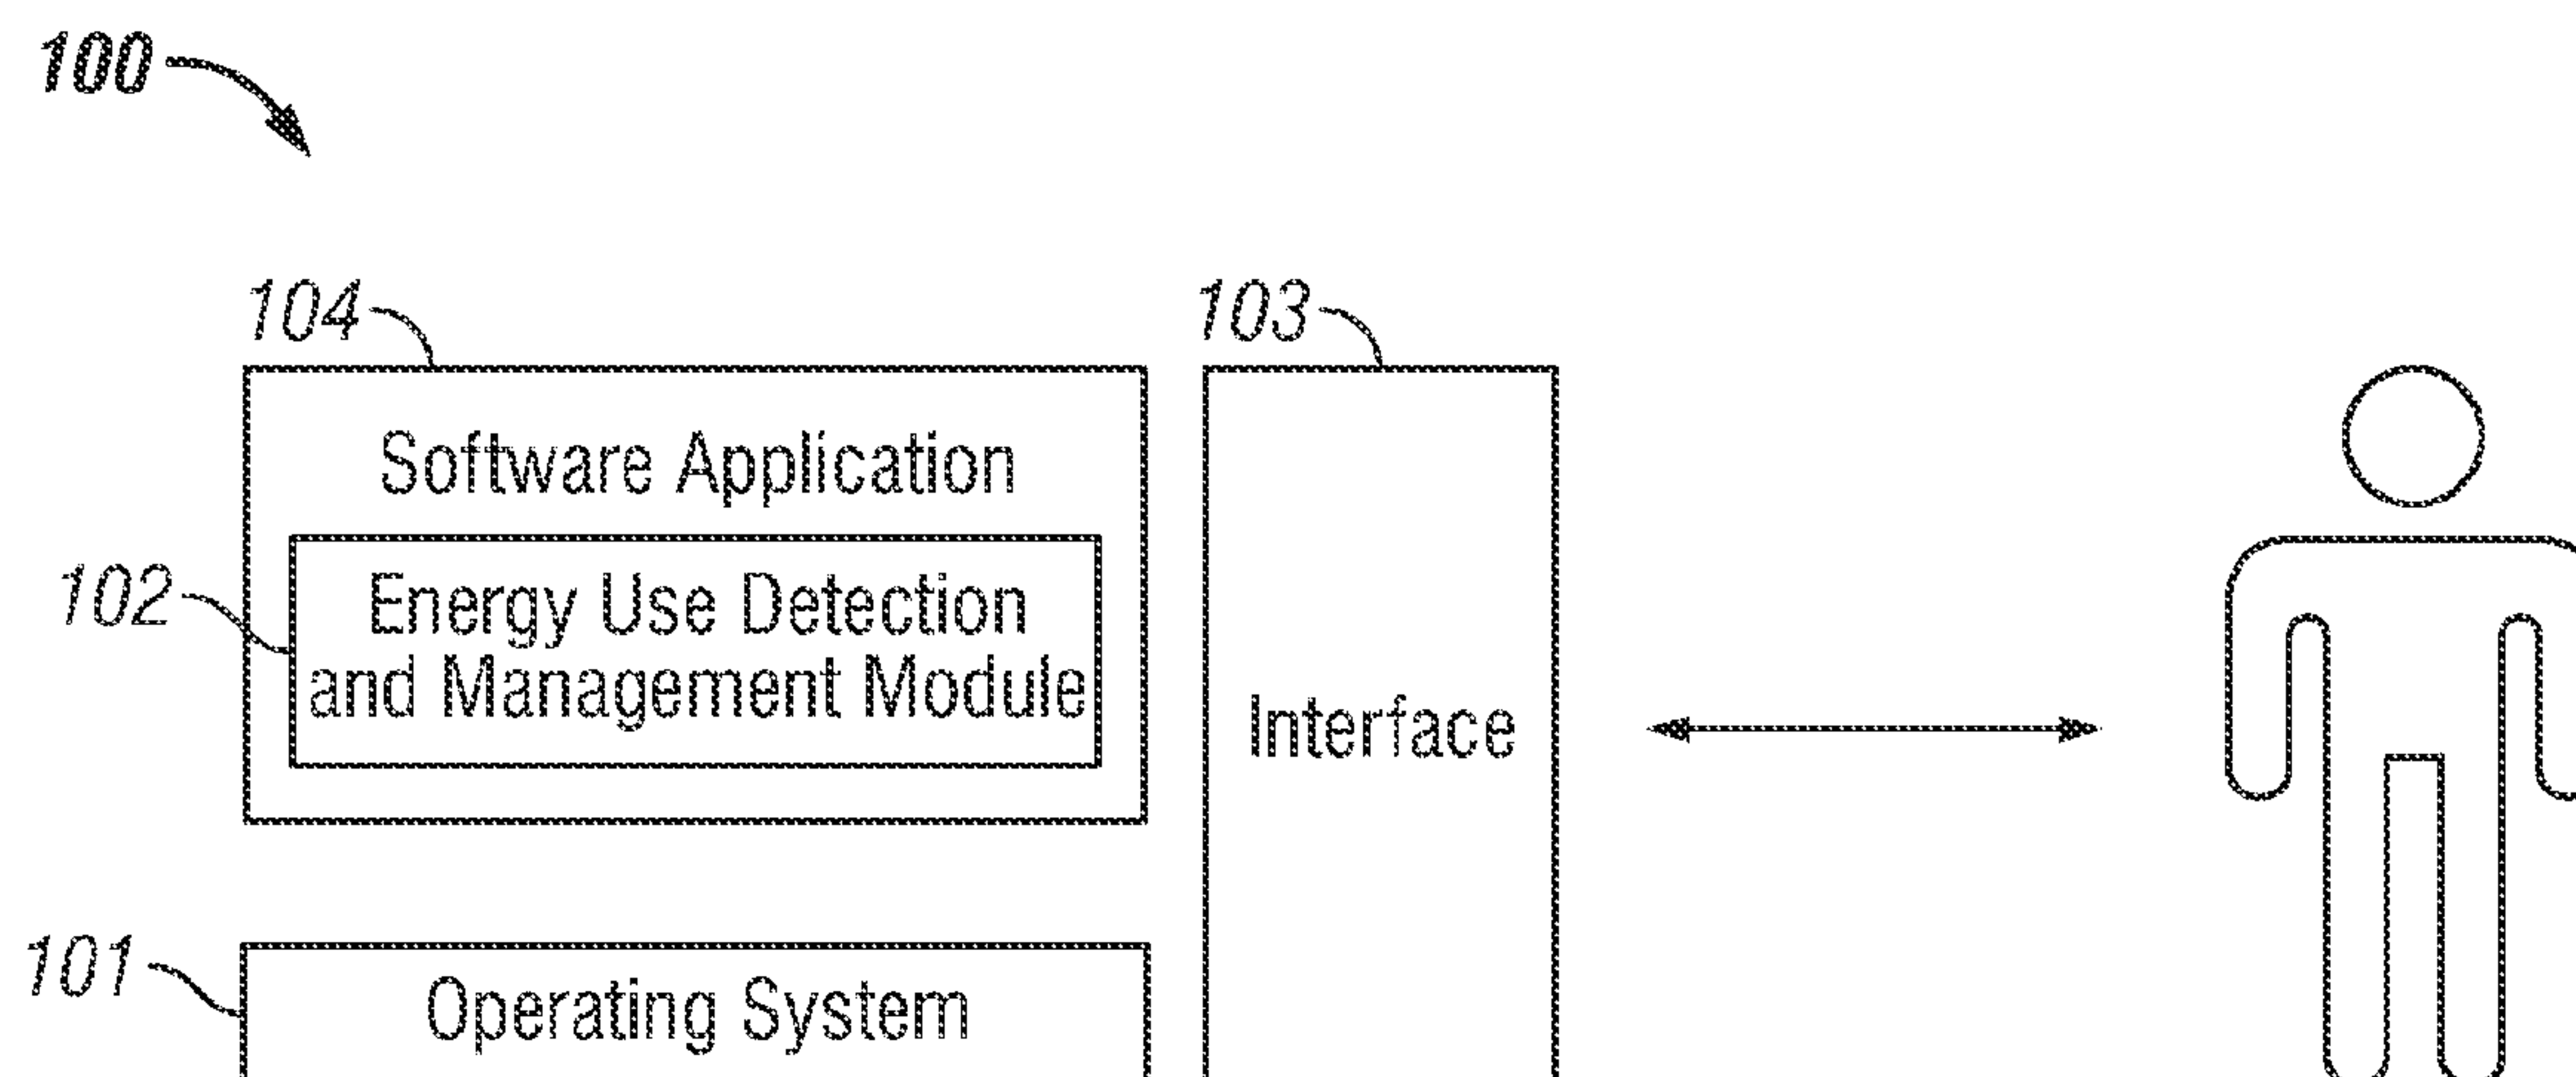 100
104
103
Software Application
102
Energy Use Detection
and Management Module
Interface
101
Operating System